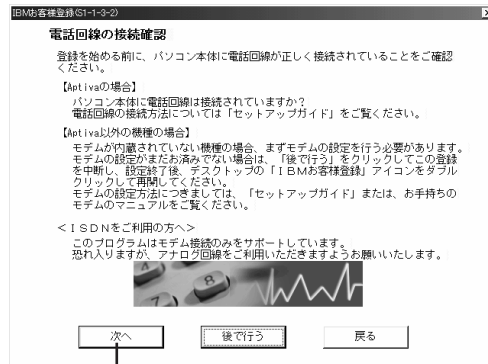 IBMお客様登録(S1-1-3-2)
電話回線の接続確認
登録を始める前に、パソコン本体に電話回線が正しく接続されていることをご確認
ください。
【Aptivaの場合】
パソコン本体に電話回線は接続されていますか？
電話回線の接続方法については「セットアップガイド」をご覧ください。
【Aptiva以外の機種の場合】
モデムが内蔵されていない機種の場合、まずモデムの設定を行う必要があります。
モデムの設定がまだお済みでない場合は、「後で行う」をクリックしてこの登録
を中断し、設定終了後、デスクトップの「ＩＢＭお客様登録」アイコンをダブル
クリックして再開してください。
モデムの設定方法につきましては、「セットアップガイド」または、お手持ちの
モデムのマニュアルをご覧ください。
＜ＩＳＤＮをご利用の方へ＞
このプログラムはモデム接続のみをサポートしています。
恐れ入りますが、アナログ回線をご利用いただきますようお願いいたします。
8
次へ
後で行う
戻る